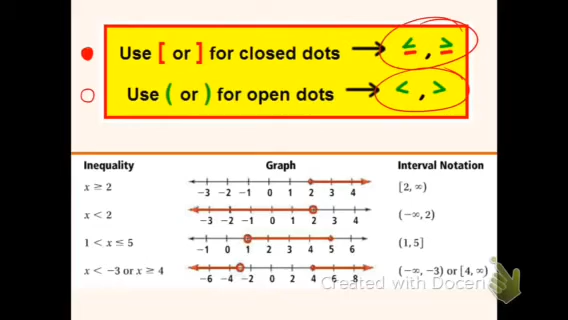 Use [ or ] for closed dots → ≤ , ≥
Use ( or ) for open dots → < , >
Inequality Graph Interval Notation
x ≥ 2 −3 −2 −1 0 1 2 3 4 [2, ∞)
x < 2 −3 −2 −1 0 1 2 3 4 (−∞, 2)
1 < x ≤ 5 −1 0 1 2 3 4 5 6 (1, 5]
x < −3 or x ≥ 4 −6 −4 −2 0 2 4 6 8 (−∞, −3) or [4, ∞)
Created with Doceri